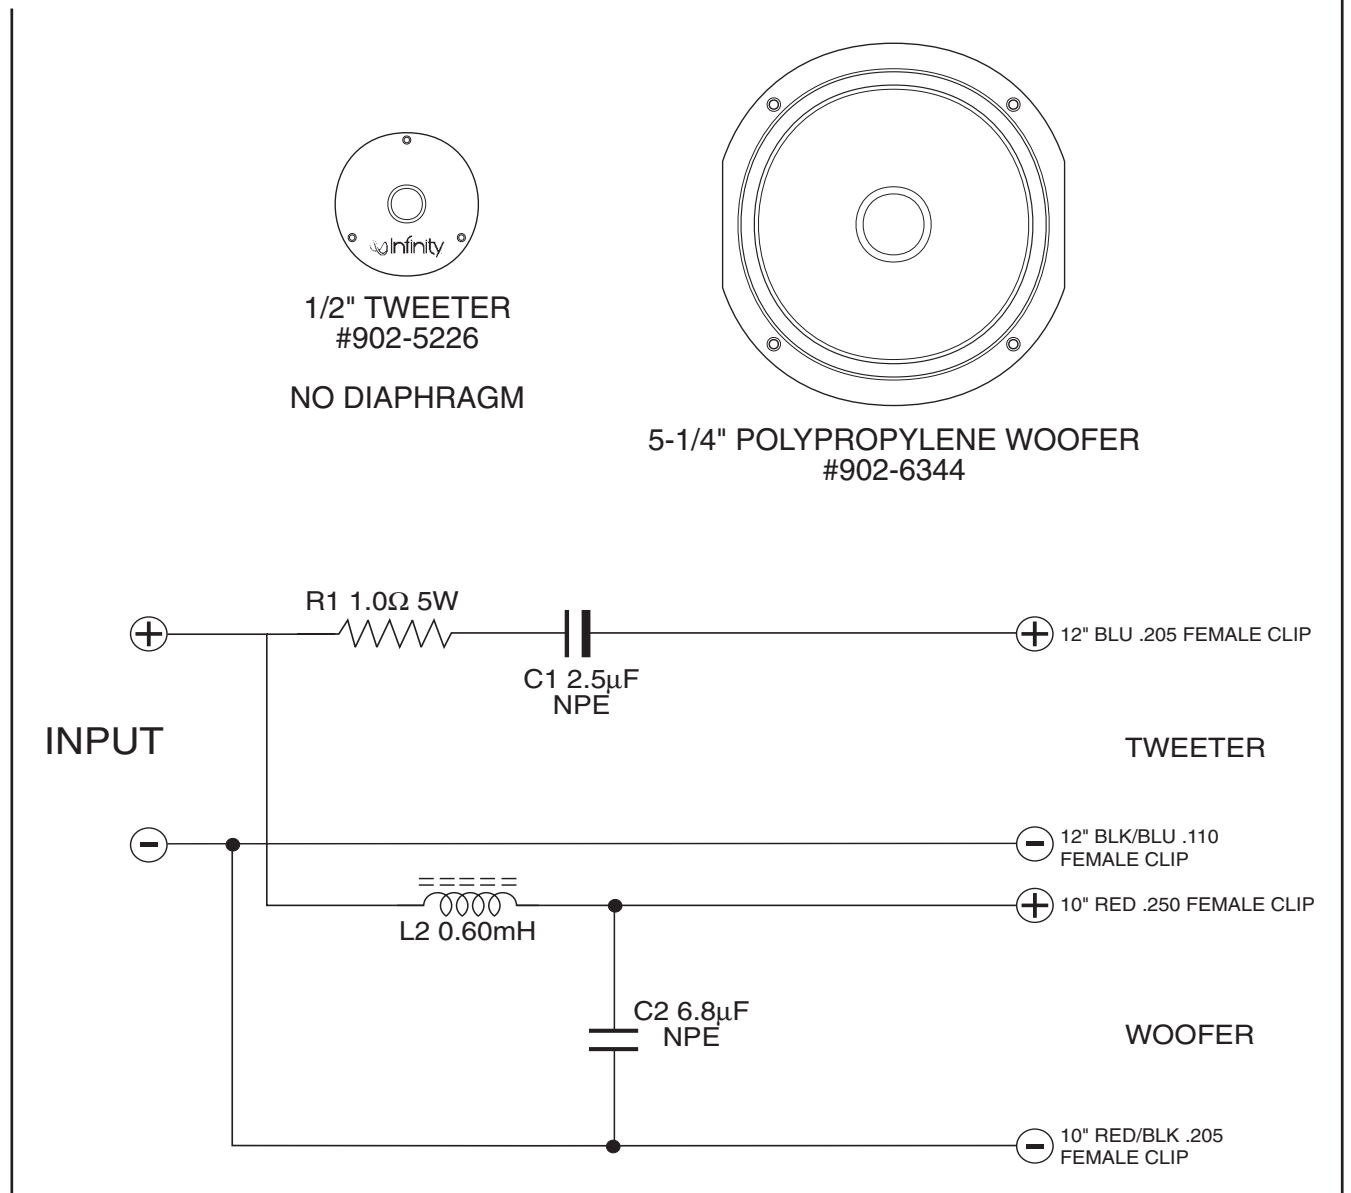 Infinity
1/2" TWEETER
#902-5226
NO DIAPHRAGM
5-1/4" POLYPROPYLENE WOOFER
#902-6344
R1 1.0Ω 5W
12" BLU .205 FEMALE CLIP
C1 2.5μF
NPE
INPUT
TWEETER
12" BLK/BLU .110
FEMALE CLIP
10" RED .250 FEMALE CLIP
L2 0.60mH
C2 6.8μF
NPE
WOOFER
10" RED/BLK .205
FEMALE CLIP